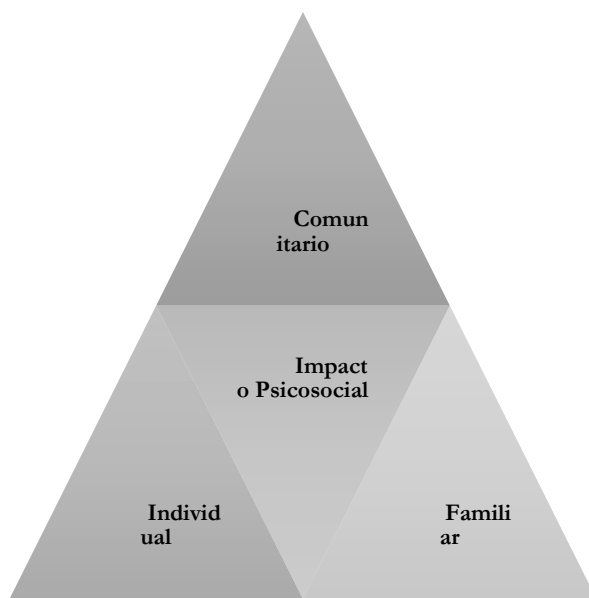 Comun
itario
Impact
o Psicosocial
Individ
ual
Famili
ar